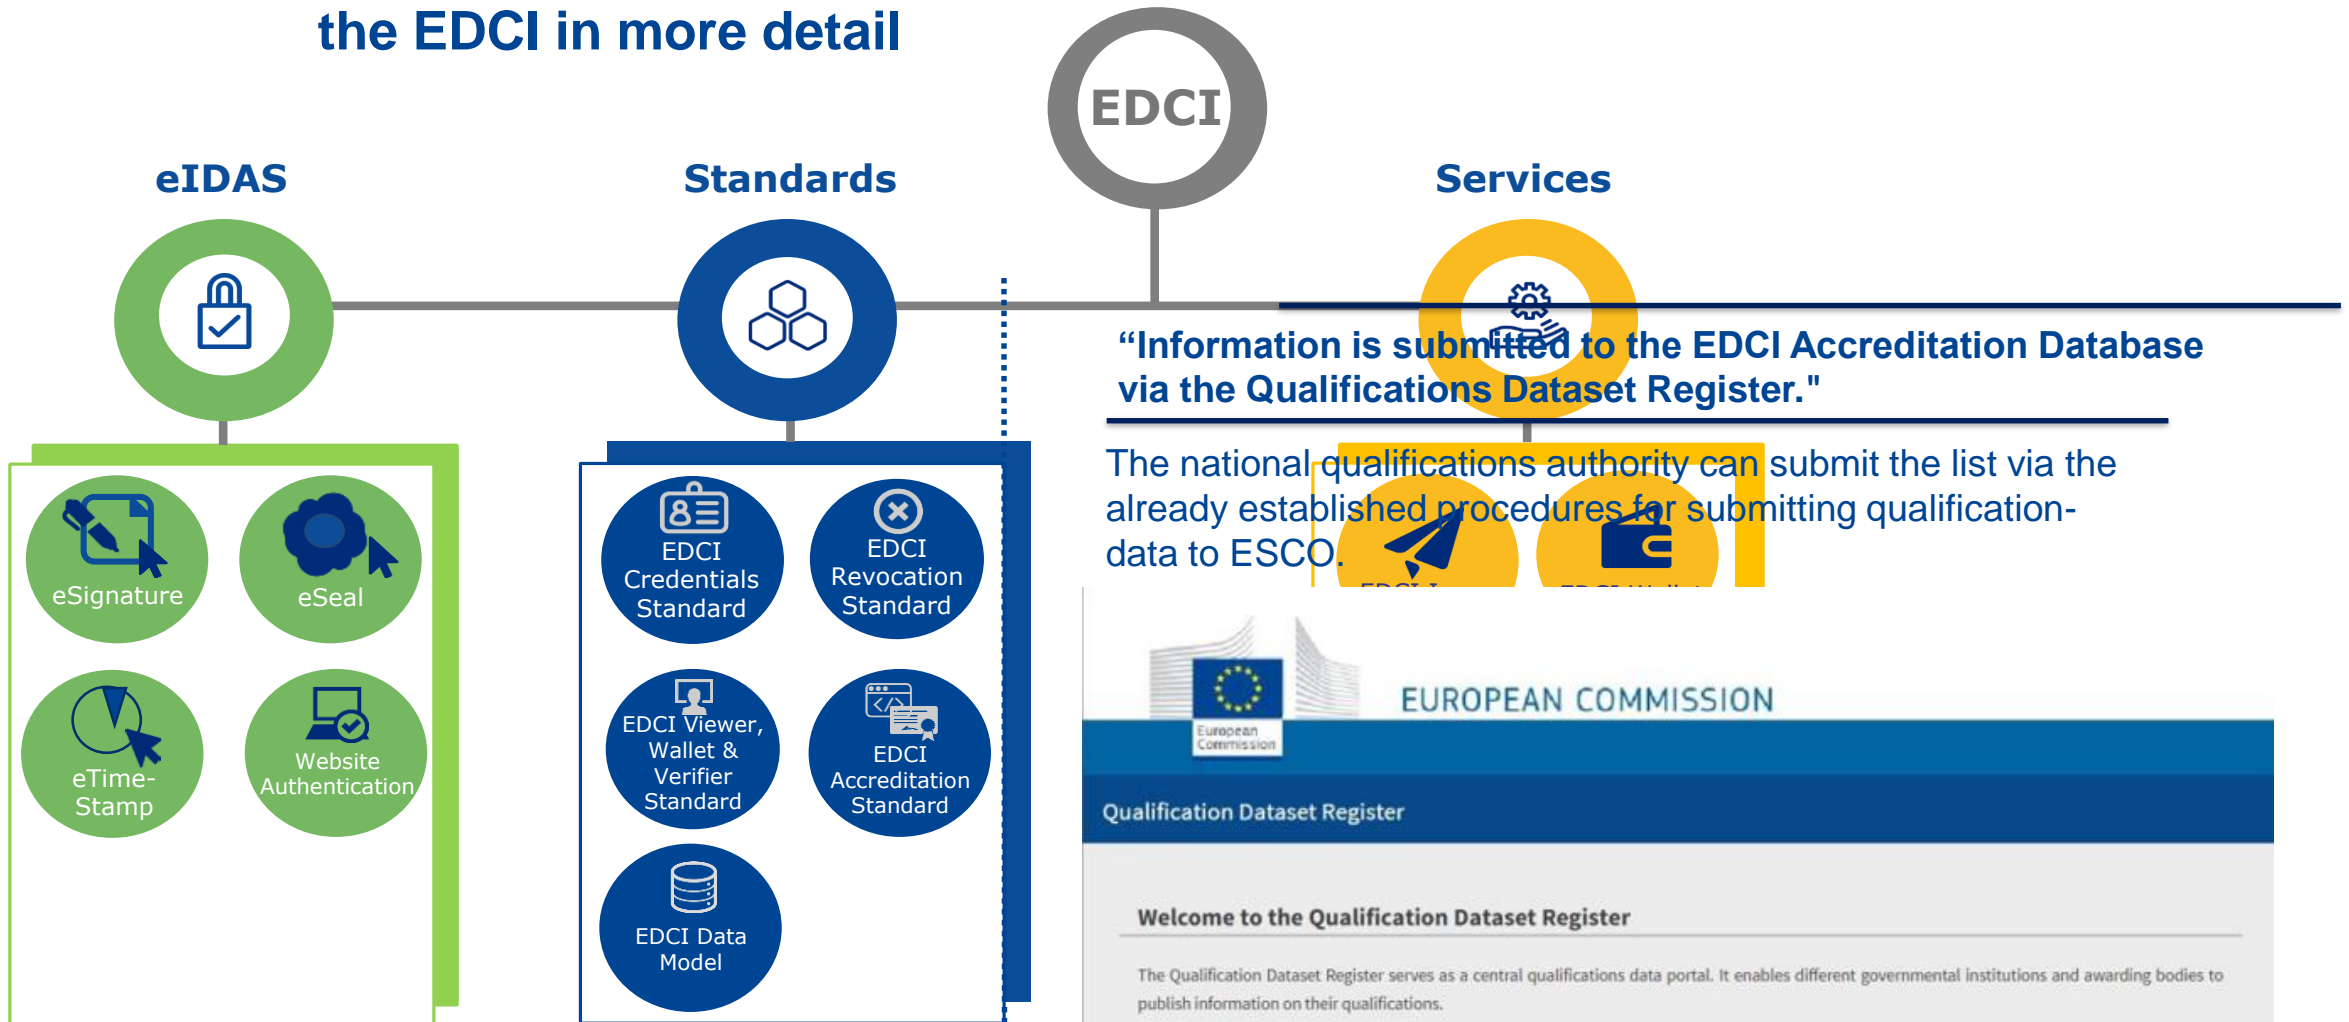 the EDCI in more detail
EDCI
eIDAS
Standards
Services
eSignature
eSeal
eTime-
Stamp
Website
Authentication
EDCI
Credentials
Standard
EDCI
Revocation
Standard
EDCI Viewer,
Wallet &
Verifier
Standard
EDCI
Accreditation
Standard
EDCI Data
Model
“Information is submitted to the EDCI Accreditation Database
via the Qualifications Dataset Register."
The national qualifications authority can submit the list via the
already established procedures for submitting qualification-
data to ESCO.
EDCI
EDCI Wallet
European
Commission
EUROPEAN COMMISSION
Qualification Dataset Register
Welcome to the Qualification Dataset Register
The Qualification Dataset Register serves as a central qualifications data portal. It enables different governmental institutions and awarding bodies to
publish information on their qualifications.